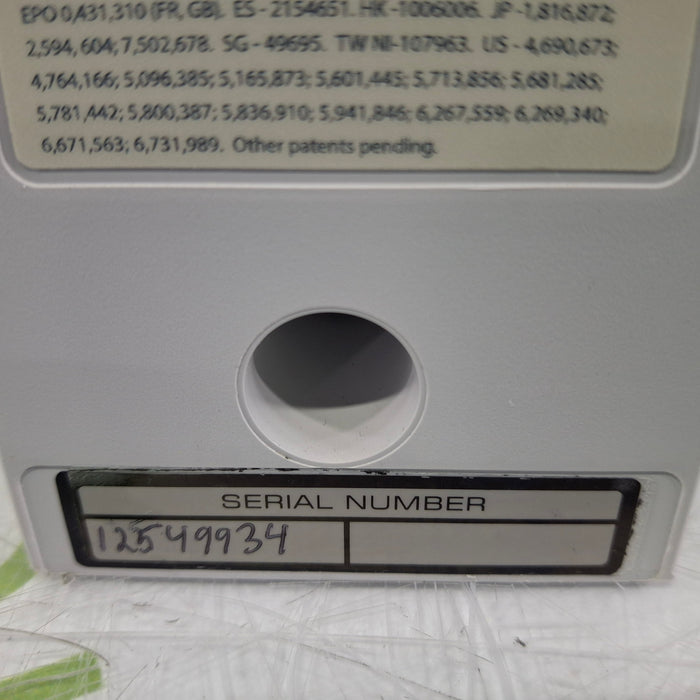 EPO 0,431,310 (FR, GB). ES - 2154651. HK - 1006006. JP - 1,816,872;
2,594,604; 7,502,678. SG - 49695. TW NI-107963. US - 4,690,673;
4,764,166; 5,096,385; 5,165,873; 5,601,445; 5,713,856; 5,681,285;
5,781,442; 5,800,387; 5,836,910; 5,941,846; 6,267,559; 6,269,340;
6,671,563; 6,731,989. Other patents pending.
SERIAL NUMBER
12549934